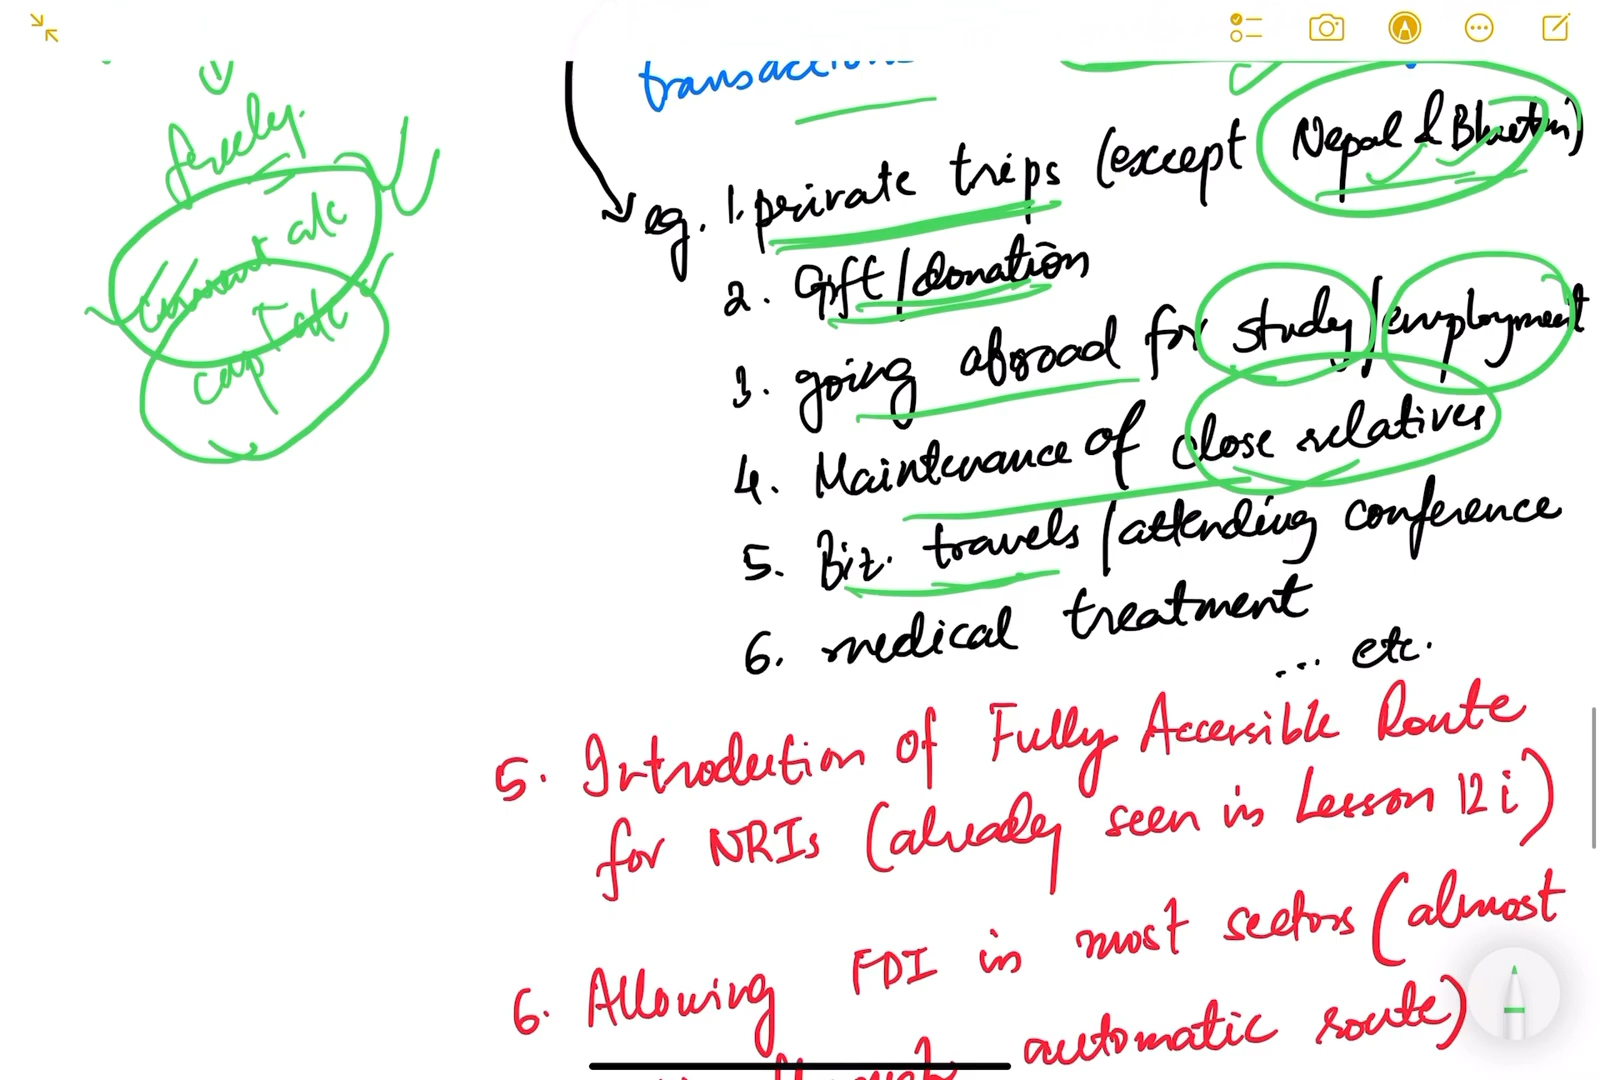 transactions
freely.
current a/c
cap a/c
eg. 1. private trips (except Nepal & Bhutan)
2. Gift/donation
3. going abroad for study/employment
4. Maintenance of close relatives
5. Biz. travels/attending conference
6. medical treatment
... etc.
5. Introduction of Fully Accessible Route
for NRIs (already seen in Lesson 12 i)
6. Allowing FDI in most sectors (almost
through automatic route)